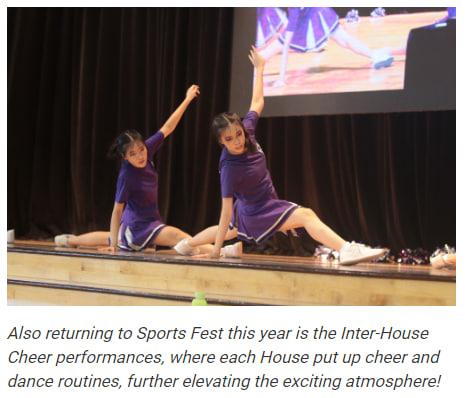 Also returning to Sports Fest this year is the Inter-House
Cheer performances, where each House put up cheer and
dance routines, further elevating the exciting atmosphere!